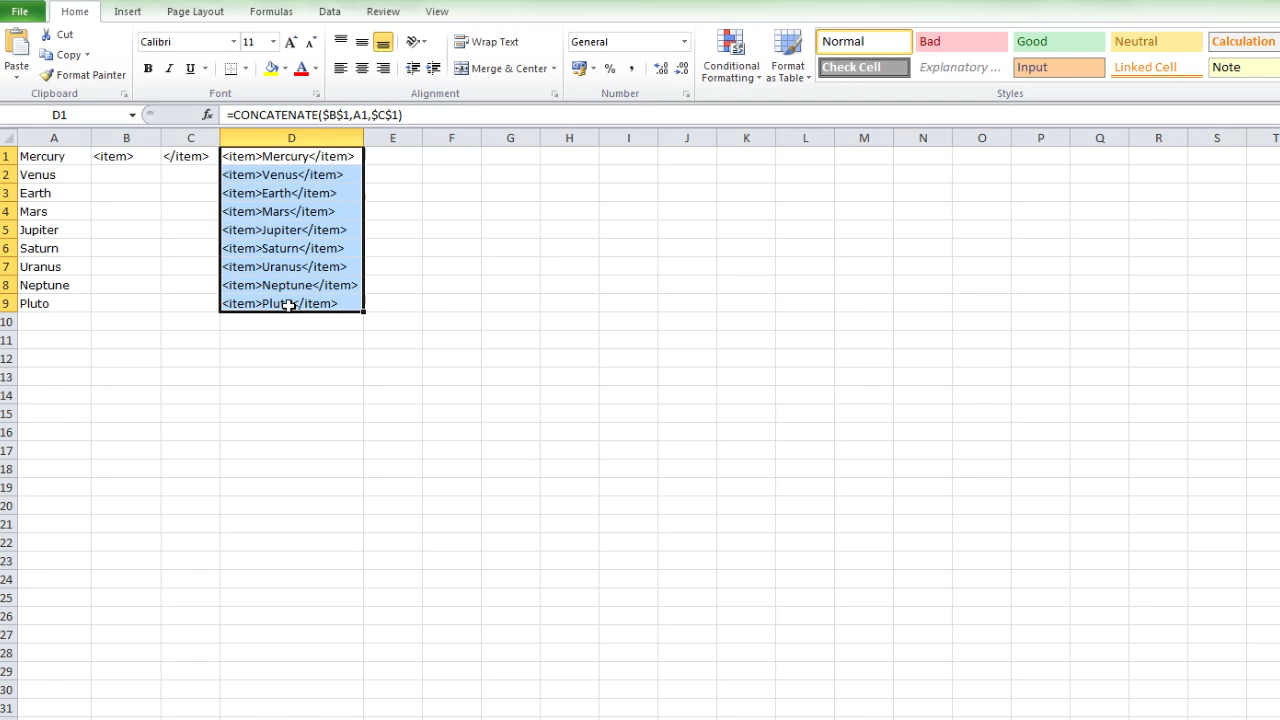 File Home Insert Page Layout Formulas Data Review View
Paste Cut Copy Format Painter Clipboard
Calibri 11 A A B I U A Font
Wrap Text Merge & Center Alignment
General % , Number
Conditional Formatting Format as Table
Normal Bad Good Neutral Calculation
Check Cell Explanatory ... Input Linked Cell Note
Styles
D1 fx =CONCATENATE($B$1,A1,$C$1)
A B C D E F G H I J K L M N O P Q R S T
1 Mercury <item> </item> <item>Mercury</item>
2 Venus <item>Venus</item>
3 Earth <item>Earth</item>
4 Mars <item>Mars</item>
5 Jupiter <item>Jupiter</item>
6 Saturn <item>Saturn</item>
7 Uranus <item>Uranus</item>
8 Neptune <item>Neptune</item>
9 Pluto <item>Pluto</item>
10
11
12
13
14
15
16
17
18
19
20
21
22
23
24
25
26
27
28
29
30
31